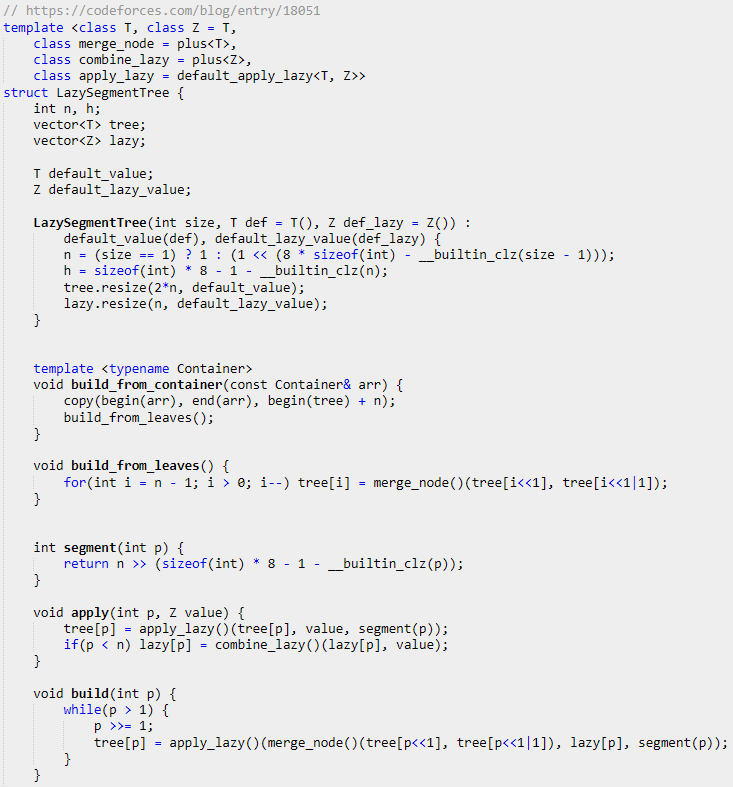 // https://codeforces.com/blog/entry/18051
template <class T, class Z = T,
    class merge_node = plus<T>,
    class combine_lazy = plus<Z>,
    class apply_lazy = default_apply_lazy<T, Z>>
struct LazySegmentTree {
    int n, h;
    vector<T> tree;
    vector<Z> lazy;

    T default_value;
    Z default_lazy_value;

    LazySegmentTree(int size, T def = T(), Z def_lazy = Z()) :
        default_value(def), default_lazy_value(def_lazy) {
        n = (size == 1) ? 1 : (1 << (8 * sizeof(int) - __builtin_clz(size - 1)));
        h = sizeof(int) * 8 - 1 - __builtin_clz(n);
        tree.resize(2*n, default_value);
        lazy.resize(n, default_lazy_value);
    }


    template <typename Container>
    void build_from_container(const Container& arr) {
        copy(begin(arr), end(arr), begin(tree) + n);
        build_from_leaves();
    }

    void build_from_leaves() {
        for(int i = n - 1; i > 0; i--) tree[i] = merge_node()(tree[i<<1], tree[i<<1|1]);
    }


    int segment(int p) {
        return n >> (sizeof(int) * 8 - 1 - __builtin_clz(p));
    }

    void apply(int p, Z value) {
        tree[p] = apply_lazy()(tree[p], value, segment(p));
        if(p < n) lazy[p] = combine_lazy()(lazy[p], value);
    }

    void build(int p) {
        while(p > 1) {
            p >>= 1;
            tree[p] = apply_lazy()(merge_node()(tree[p<<1], tree[p<<1|1]), lazy[p], segment(p));
        }
    }